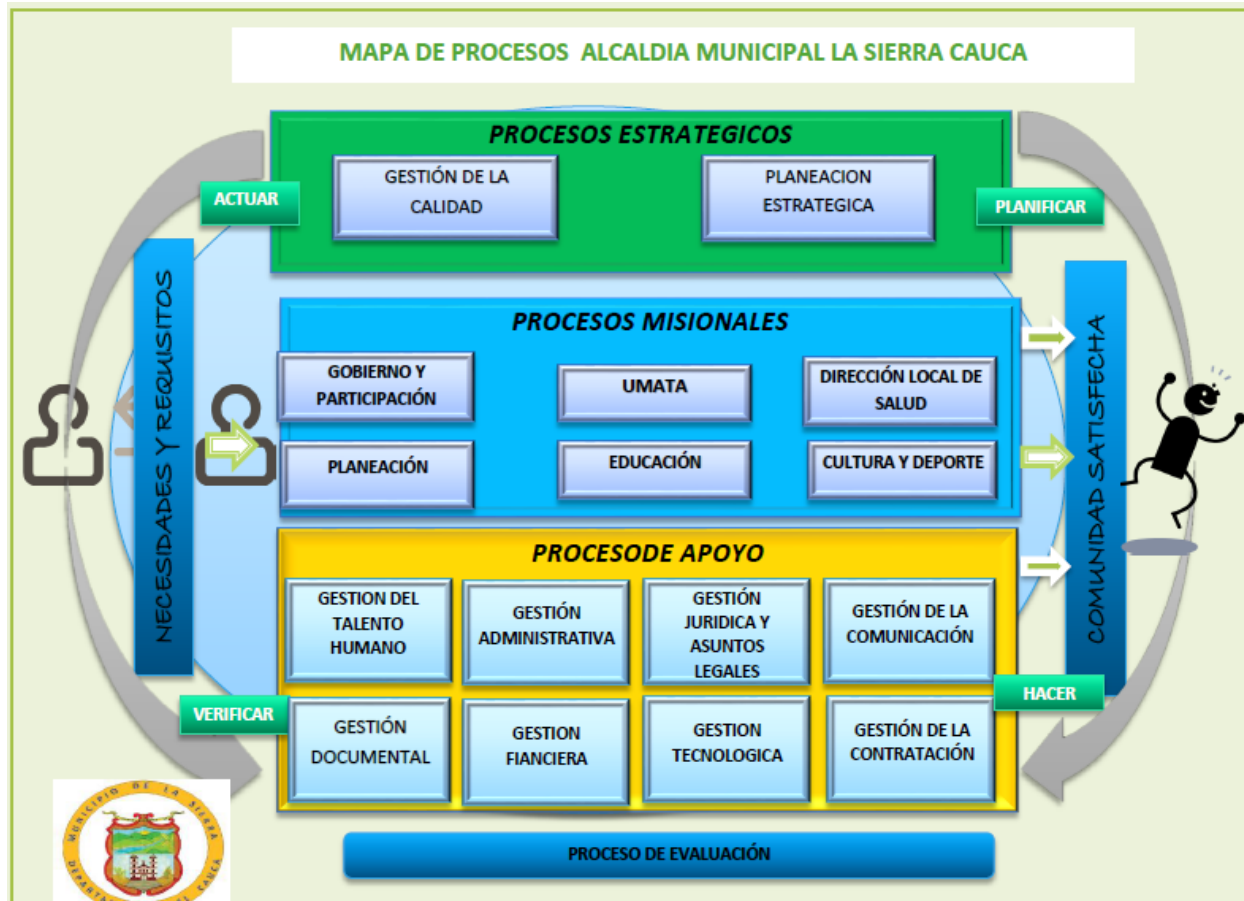 MAPA DE PROCESOS ALCALDIA MUNICIPAL LA SIERRA CAUCA
PROCESOS ESTRATEGICOS
GESTIÓN DE LA
CALIDAD
PLANEACION
ESTRATEGICA
ACTUAR
PLANIFICAR
NECESIDADES Y REQUISITOS
PROCESOS MISIONALES
GOBIERNO Y
PARTICIPACIÓN
UMATA
DIRECCIÓN LOCAL DE
SALUD
PLANEACIÓN
EDUCACIÓN
CULTURA Y DEPORTE
COMUNIDAD SATISFECHA
PROCESODE APOYO
GESTION DEL
TALENTO
HUMANO
GESTIÓN
ADMINISTRATIVA
GESTIÓN
JURIDICA Y
ASUNTOS
LEGALES
GESTIÓN DE LA
COMUNICACIÓN
VERIFICAR
HACER
GESTIÓN
DOCUMENTAL
GESTION
FIANCIERA
GESTION
TECNOLOGICA
GESTIÓN DE LA
CONTRATACIÓN
PROCESO DE EVALUACIÓN
MUNICIPIO DE LA SIERRA
CAUCA